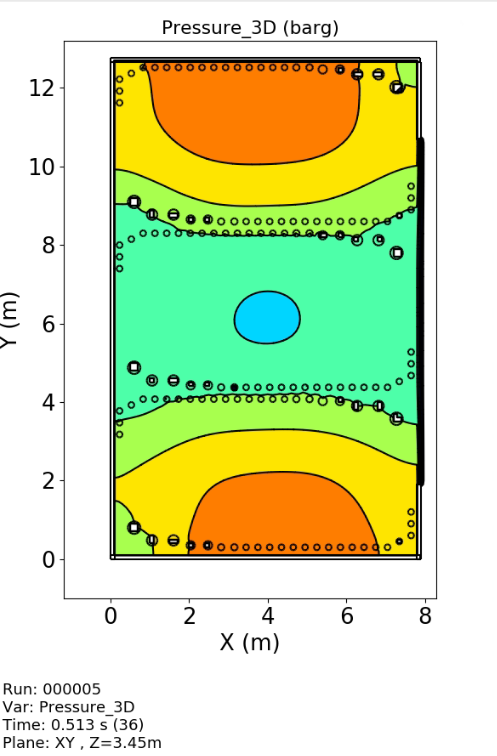 Pressure_3D (barg)
12
10
8
6
4
2
0
Y (m)
0 2 4 6 8
X (m)
Run: 000005
Var: Pressure_3D
Time: 0.513 s (36)
Plane: XY , Z=3.45m